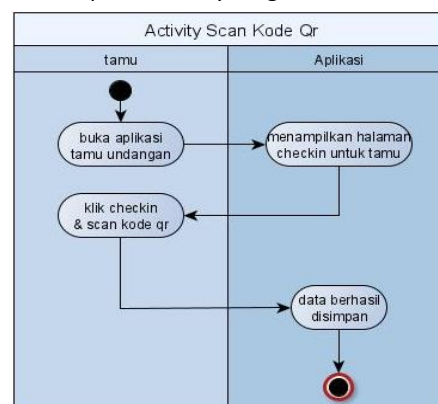 Activity Scan Kode Qr
tamu
Aplikasi
buka aplikasi
tamu undangan
menampilkan halaman
checkin untuk tamu
klik checkin
& scan kode qr
data berhasil
disimpan